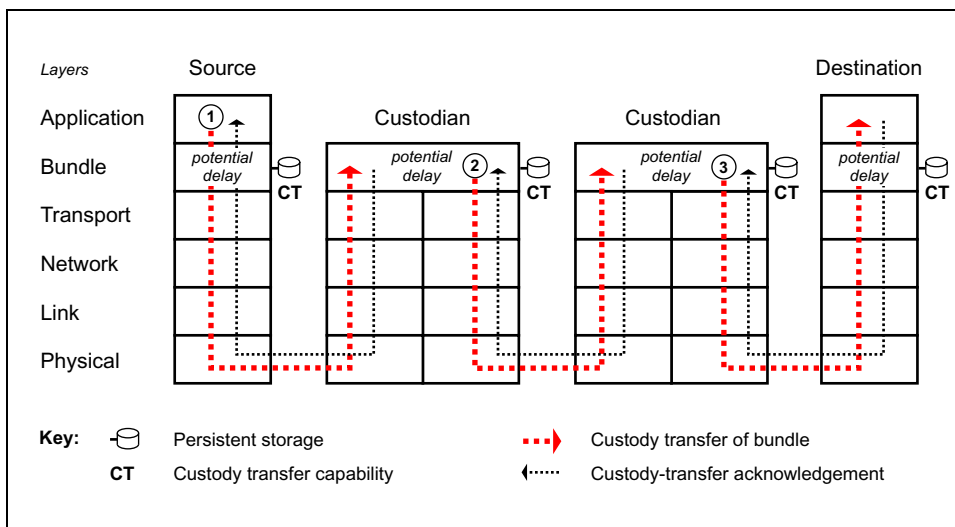 Layers Source Destination
Application 1 Custodian Custodian
Bundle potential delay CT potential delay 2 CT potential delay 3 CT potential delay CT
Transport
Network
Link
Physical
Key: Persistent storage Custody transfer of bundle
CT Custody transfer capability Custody-transfer acknowledgement